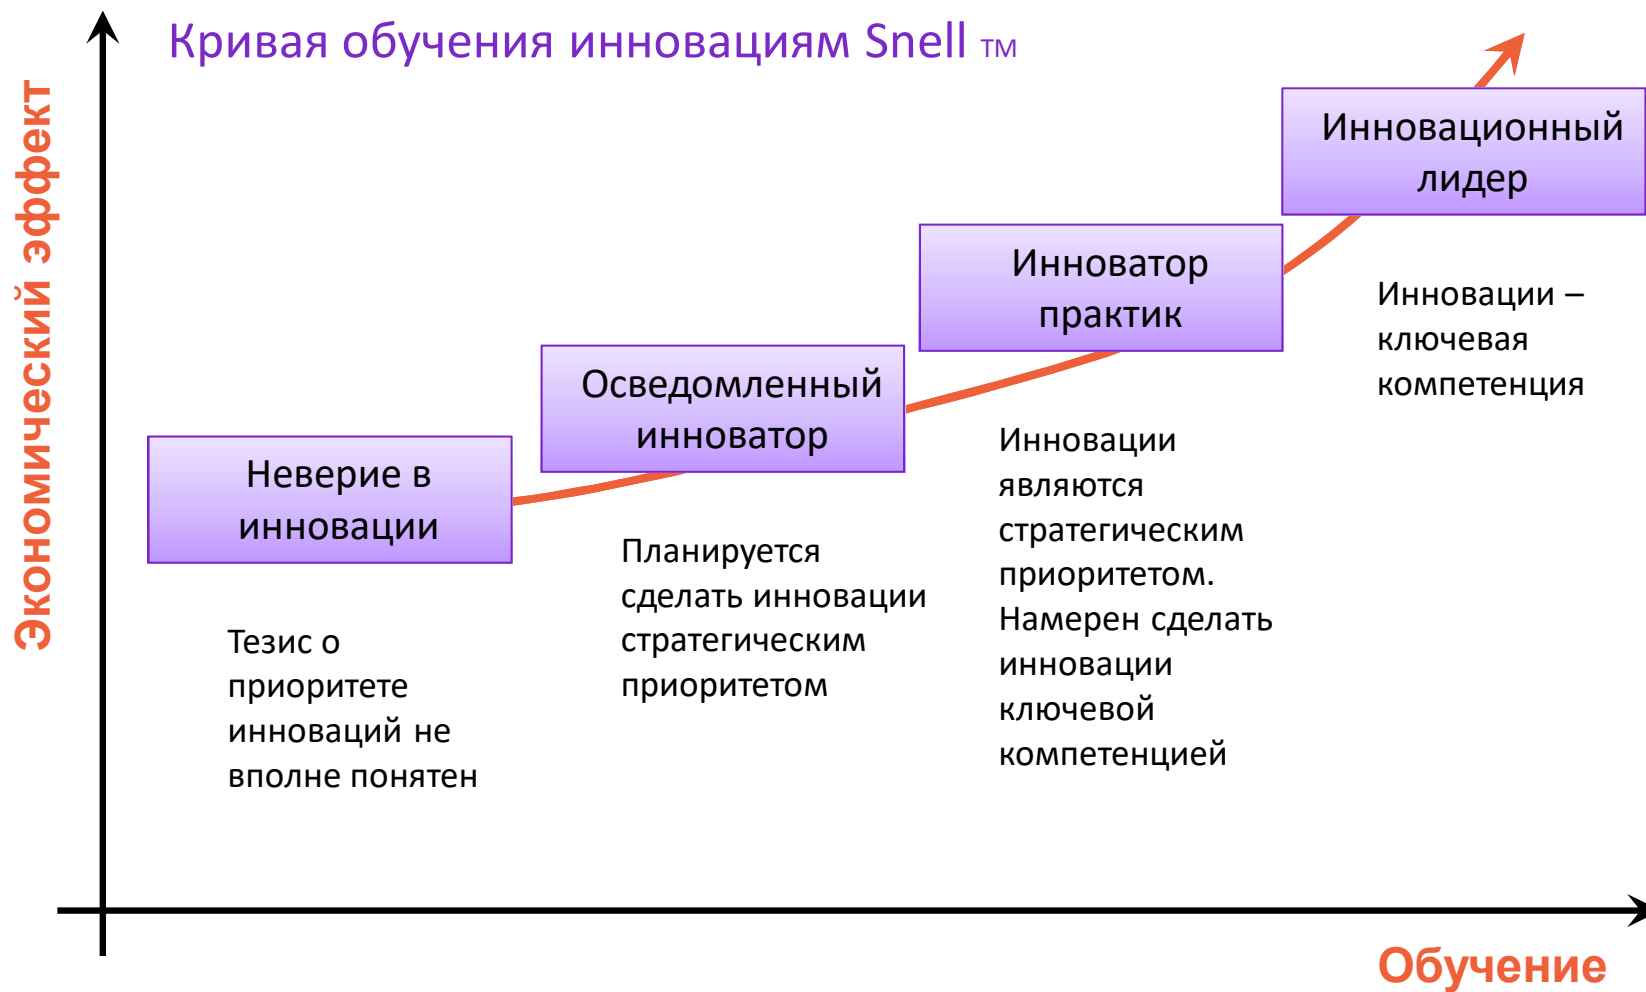 Кривая обучения инновациям Snell ТМ
Экономический эффект
Неверие в
инновации
Тезис о
приоритете
инноваций не
вполне понятен
Осведомленный
инноватор
Планируется
сделать инновации
стратегическим
приоритетом
Инноватор
практик
Инновации
являются
стратегическим
приоритетом.
Намерен сделать
инновации
ключевой
компетенцией
Инновационный
лидер
Инновации –
ключевая
компетенция
Обучение